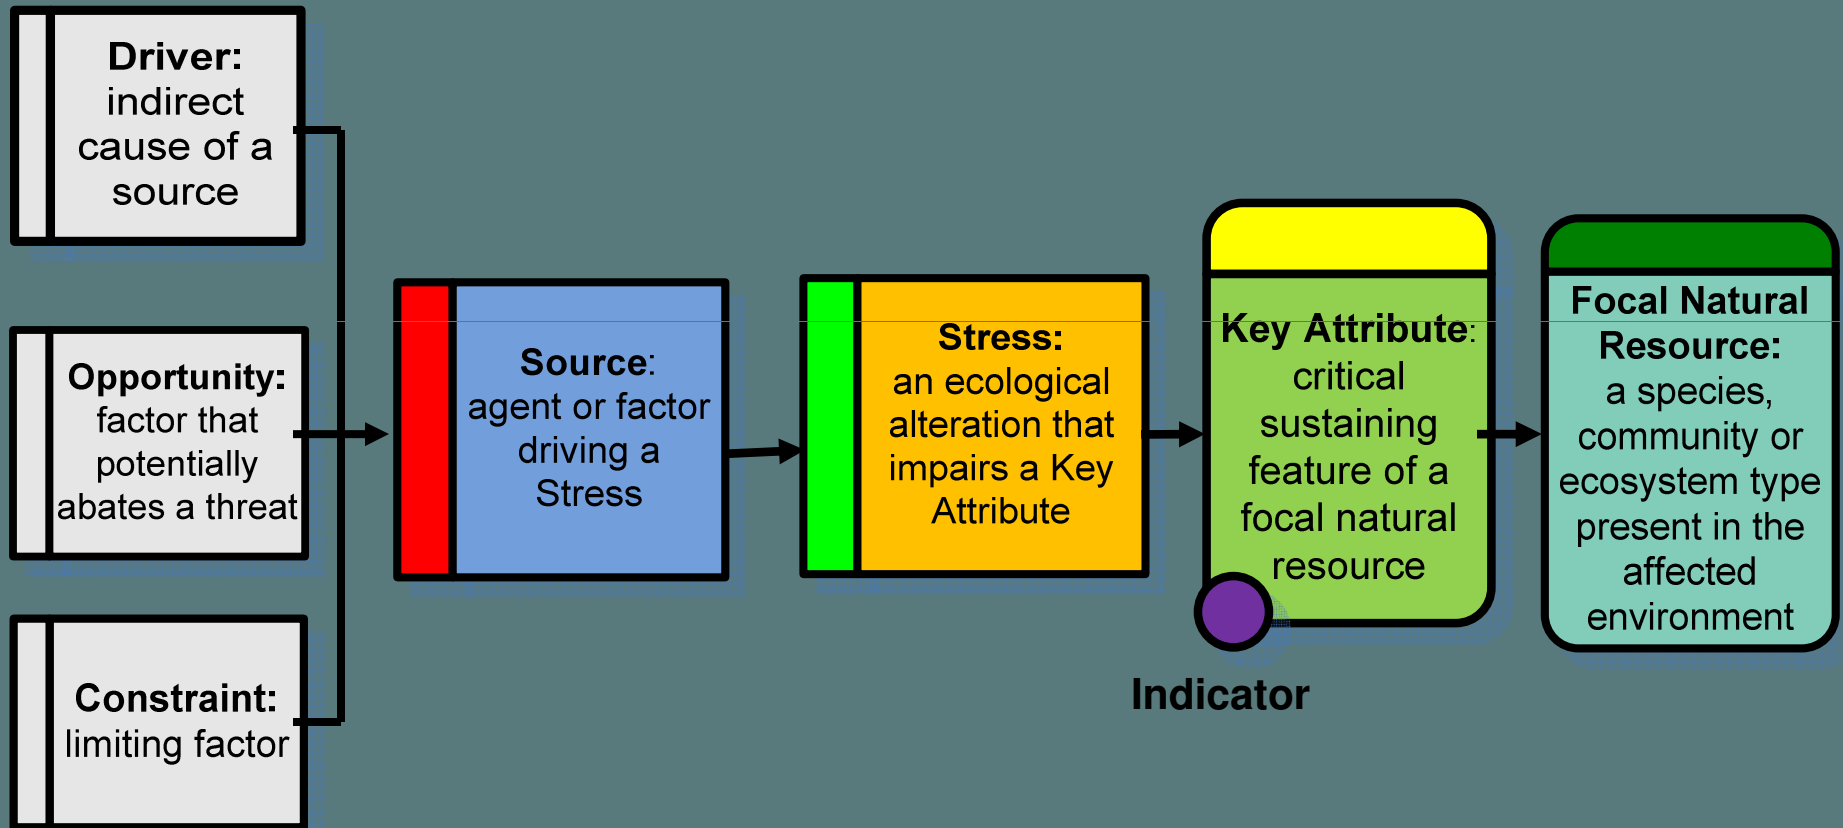 Driver:
indirect
cause of a
source
Opportunity:
factor that
potentially
abates a threat
Constraint:
limiting factor
Source:
agent or factor
driving a
Stress
Stress:
an ecological
alteration that
impairs a Key
Attribute
Key Attribute:
critical
sustaining
feature of a
focal natural
resource
Indicator
Focal Natural
Resource:
a species,
community or
ecosystem type
present in the
affected
environment